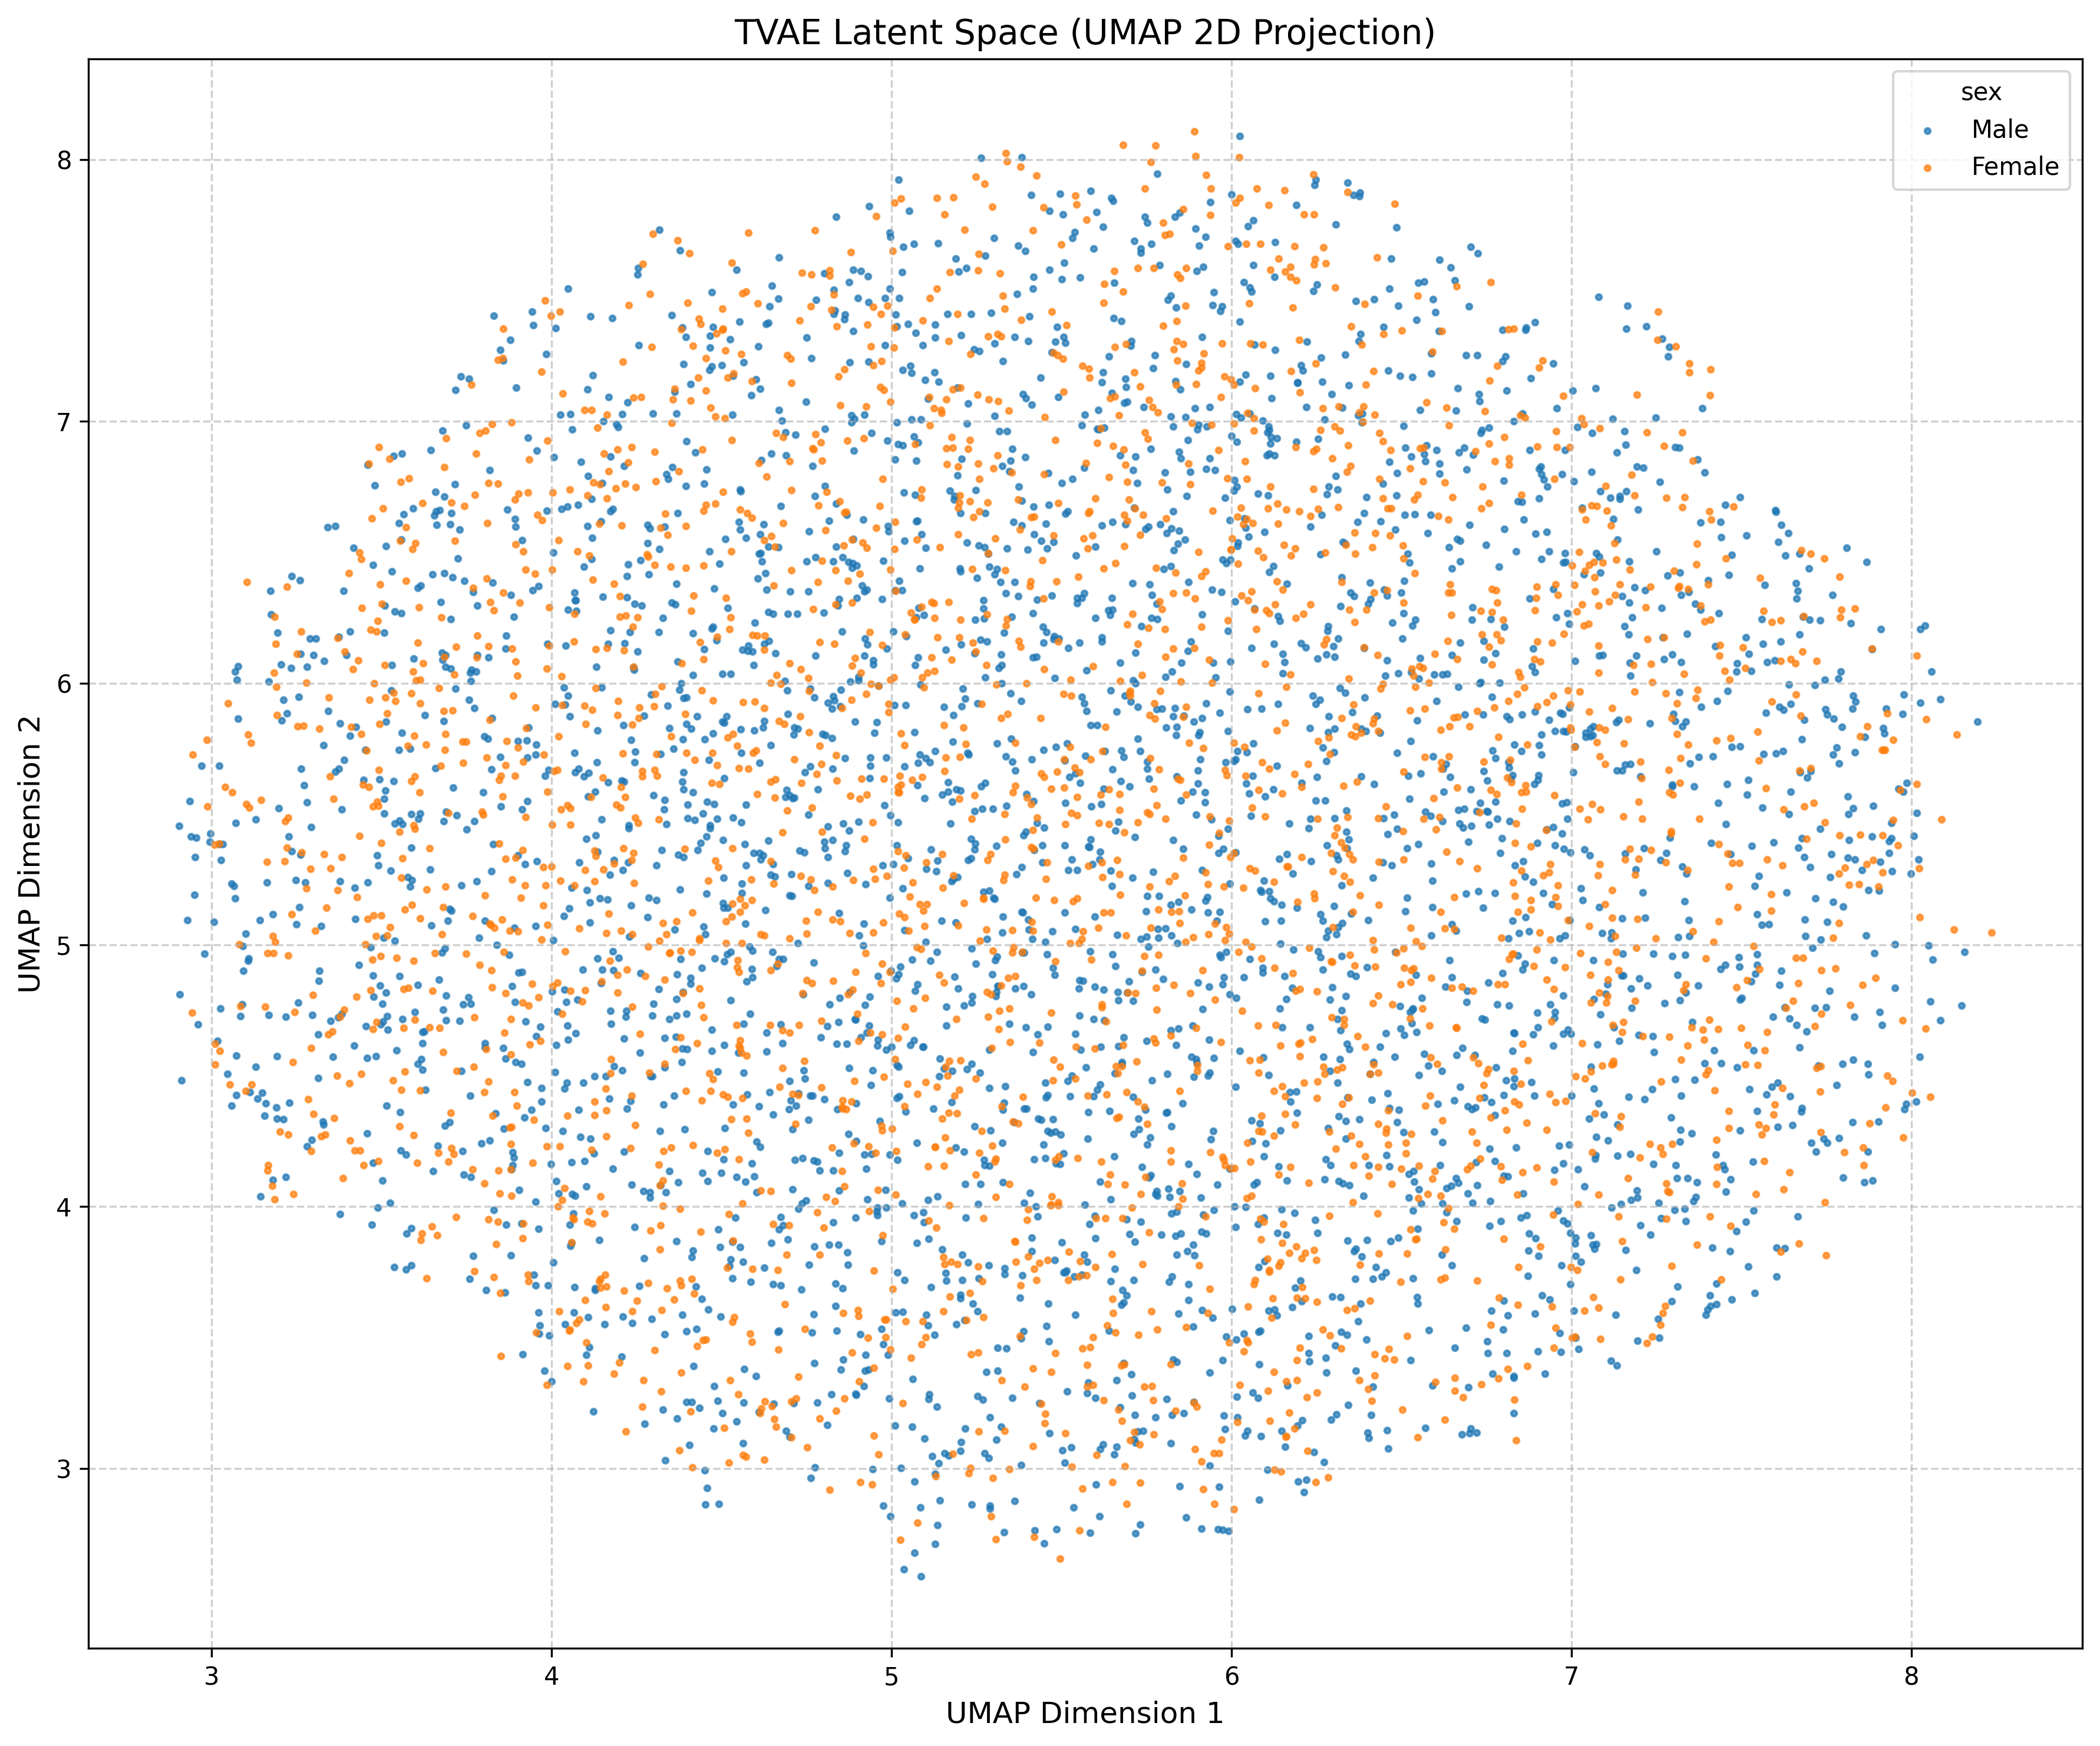 TVAE Latent Space (UMAP 2D Projection)
sex
Male
Female
8
7
6
5
4
3
UMAP Dimension 2
3 4 5 6 7 8
UMAP Dimension 1